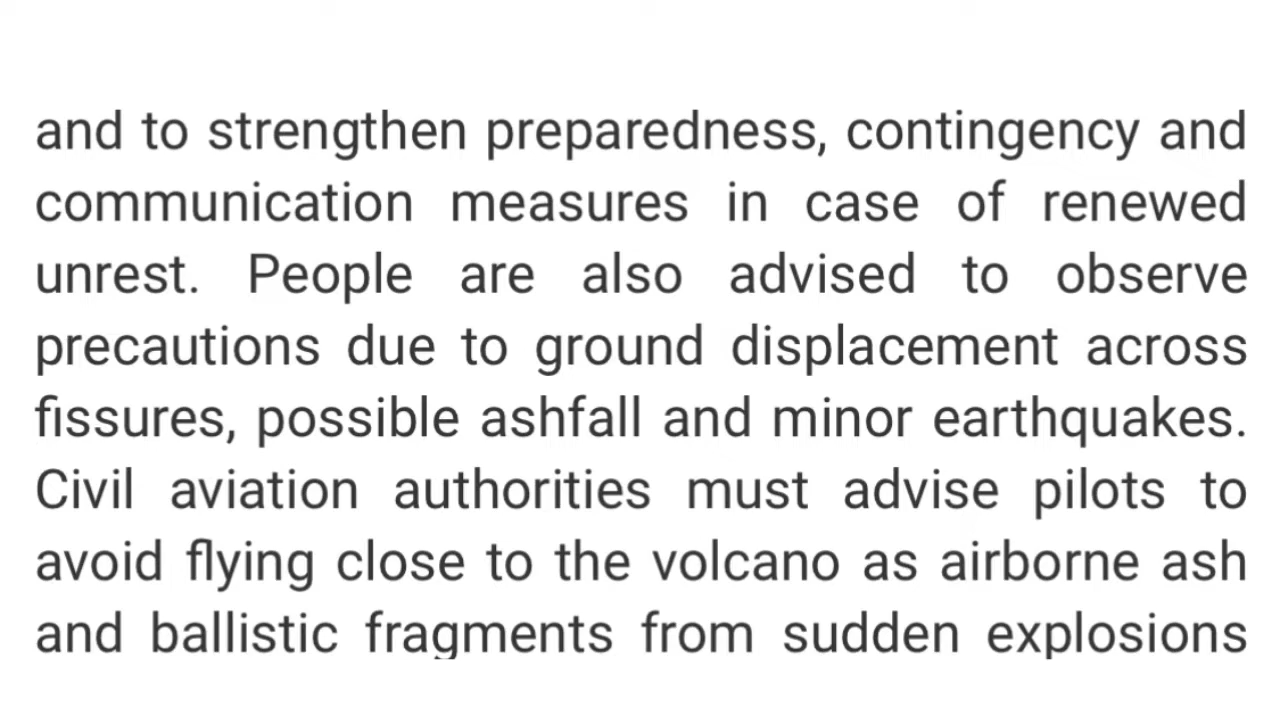 and to strengthen preparedness, contingency and
communication measures in case of renewed
unrest. People are also advised to observe
precautions due to ground displacement across
fissures, possible ashfall and minor earthquakes.
Civil aviation authorities must advise pilots to
avoid flying close to the volcano as airborne ash
and ballistic fragments from sudden explosions